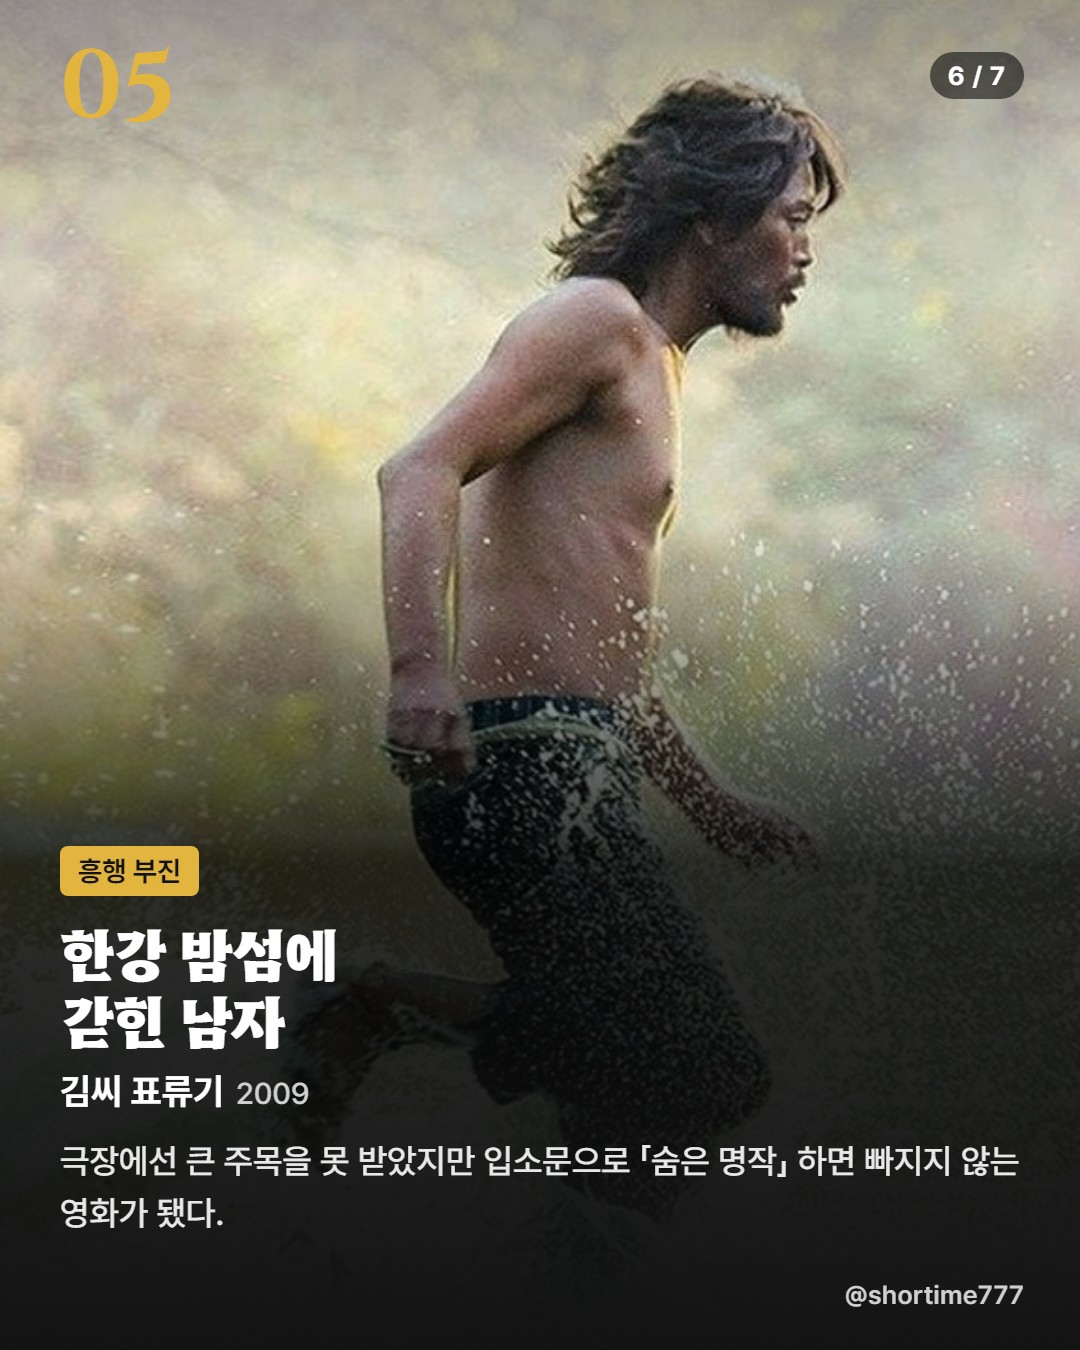 05
6 / 7
흥행 부진
한강 밤섬에
갇힌 남자
김씨 표류기 2009
극장에선 큰 주목을 못 받았지만 입소문으로 「숨은 명작」 하면 빠지지 않는
영화가 됐다.
@shortime777